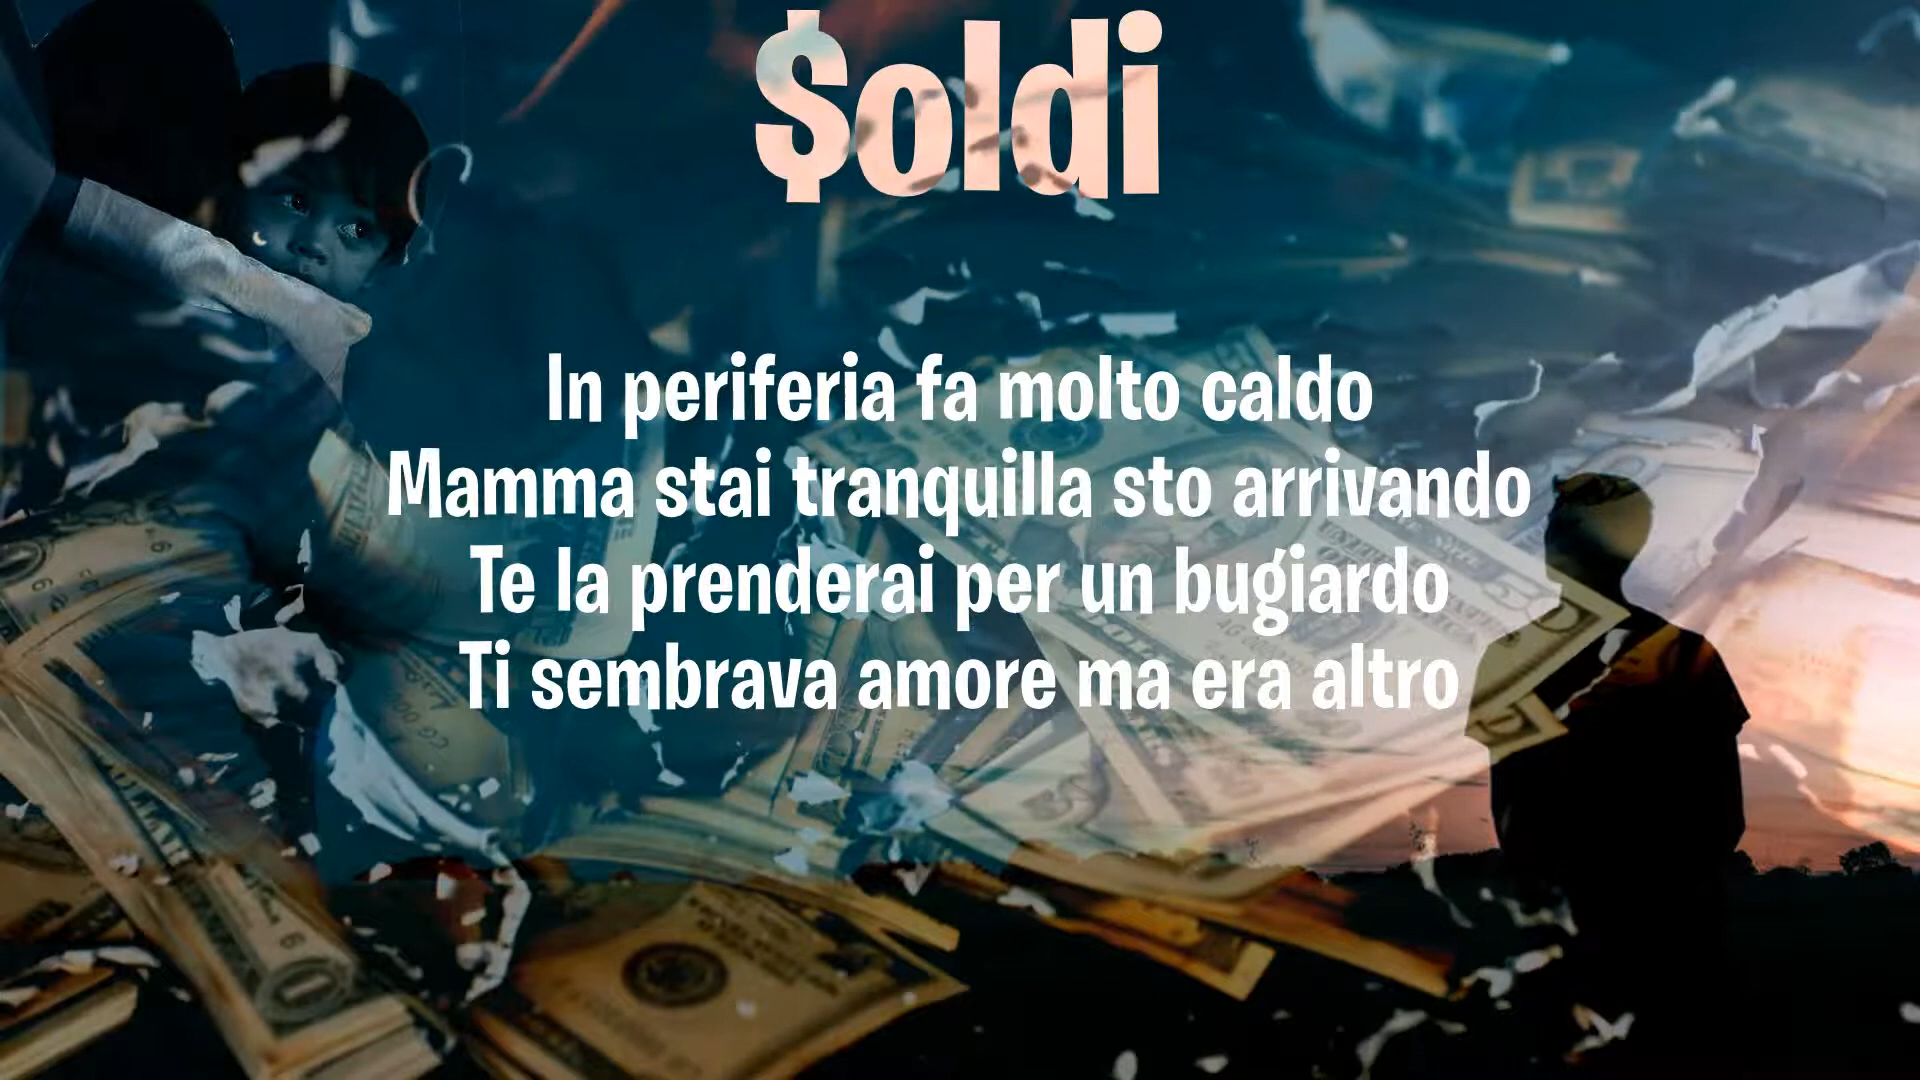 $oldi
In periferia fa molto caldo
Mamma stai tranquilla sto arrivando
Te la prenderai per un bugiardo
Ti sembrava amore ma era altro